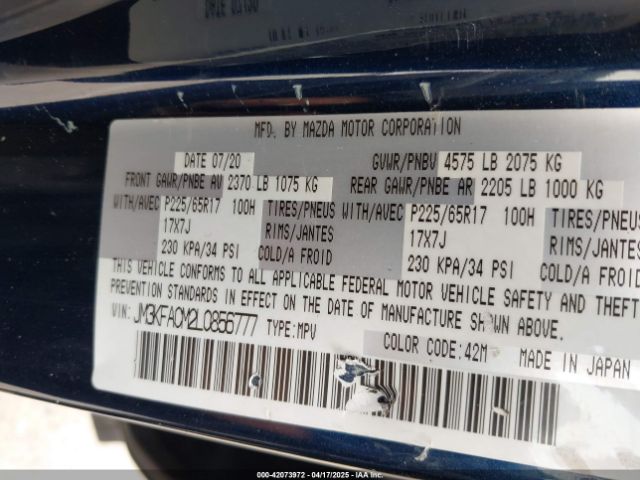 MFD. BY MAZDA MOTOR CORPORATION
DATE 07/20 GVWR/PNBV 4575 LB 2075 KG
FRONT GAWR/PNBE AV 2370 LB 1075 KG REAR GAWR/PNBE AR 2205 LB 1000 KG
WITH/AVEC P225/65R17 100H TIRES/PNEUS WITH/AVEC P225/65R17 100H TIRES/PNEUS
17X7J RIMS/JANTES 17X7J RIMS/JANTES
230 KPA/34 PSI COLD/A FROID 230 KPA/34 PSI COLD/A FROID
THIS VEHICLE CONFORMS TO ALL APPLICABLE FEDERAL MOTOR VEHICLE SAFETY AND THEFT
PREVENTION STANDARDS IN EFFECT ON THE DATE OF MANUFACTURE SHOWN ABOVE.
VIN: JM3KFACM2L0856777 TYPE:MPV
COLOR CODE:42M MADE IN JAPAN
000-42073972 04/17/2025 IAA Inc.